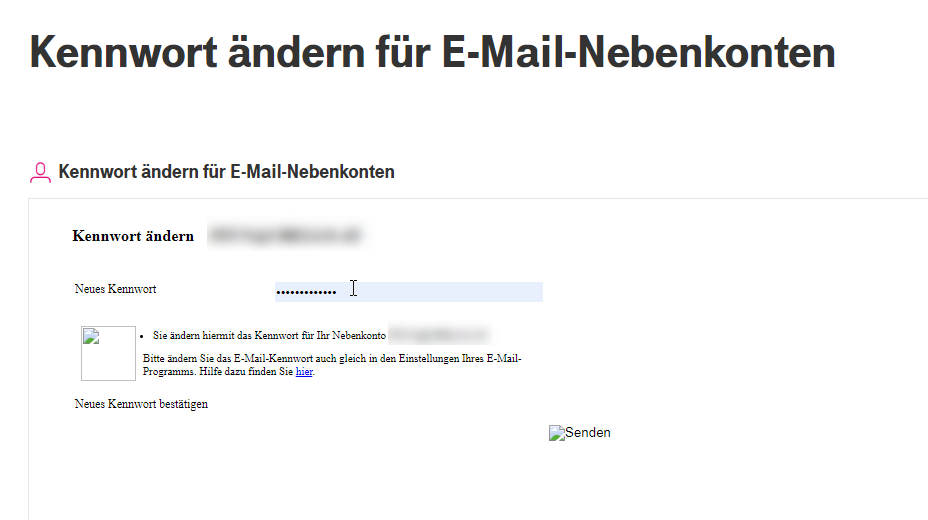 Kennwort ändern für E-Mail-Nebenkonten
Kennwort ändern für E-Mail-Nebenkonten
Kennwort ändern
Neues Kennwort •••••••••••••
• Sie ändern hiermit das Kennwort für Ihr Nebenkonto
Bitte ändern Sie das E-Mail-Kennwort auch gleich in den Einstellungen Ihres E-Mail-
Programms. Hilfe dazu finden Sie hier.
Neues Kennwort bestätigen
Senden